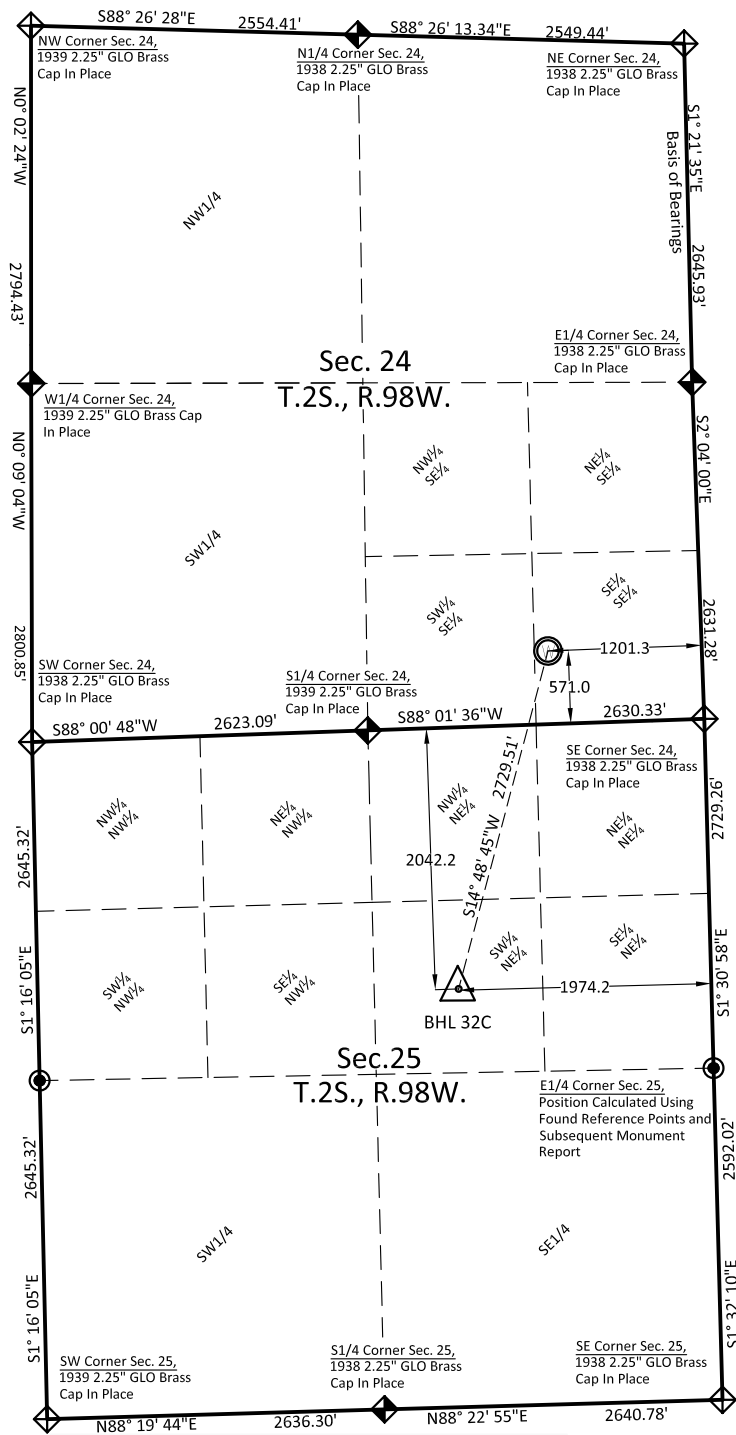 S88° 26' 28"E 2554.41'
S88° 26' 13.34"E 2549.44'
NW Corner Sec. 24,
1939 2.25" GLO Brass
Cap In Place
N1/4 Corner Sec. 24,
1938 2.25" GLO Brass
Cap In Place
NE Corner Sec. 24,
1938 2.25" GLO Brass
Cap In Place
N0° 02' 24"W
2794.43'
S1° 21' 35"E
Basis of Bearings
2645.93'
NW1/4
E1/4 Corner Sec. 24,
1938 2.25" GLO Brass
Cap In Place
Sec. 24
T.2S., R.98W.
W1/4 Corner Sec. 24,
1939 2.25" GLO Brass Cap
In Place
N0° 09' 04"W
2800.85'
S2° 04' 00"E
2631.28'
NW¼
SE¼
NE¼
SE¼
SW1/4
SW¼
SE¼
SE¼
SE¼
1201.3
571.0
SW Corner Sec. 24,
1938 2.25" GLO Brass
Cap In Place
S1/4 Corner Sec. 24,
1939 2.25" GLO Brass
Cap In Place
S88° 00' 48"W 2623.09'
S88° 01' 36"W 2630.33'
SE Corner Sec. 24,
1938 2.25" GLO Brass
Cap In Place
2645.32'
S1° 16' 05"E
2729.26'
S1° 30' 58"E
NW¼
NW¼
NE¼
NW¼
NW¼
NE¼
NE¼
NE¼
S14° 48' 45"W 2729.51'
2042.2
SW¼
NW¼
SE¼
NW¼
SW¼
NE¼
SE¼
NE¼
1974.2
BHL 32C
Sec.25
T.2S., R.98W.
E1/4 Corner Sec. 25,
Position Calculated Using
Found Reference Points and
Subsequent Monument
Report
2645.32'
S1° 16' 05"E
2592.02'
S1° 32' 10"E
SW1/4
SE1/4
SW Corner Sec. 25,
1939 2.25" GLO Brass
Cap In Place
S1/4 Corner Sec. 25,
1938 2.25" GLO Brass
Cap In Place
SE Corner Sec. 25,
1938 2.25" GLO Brass
Cap In Place
N88° 19' 44"E 2636.30'
N88° 22' 55"E 2640.78'